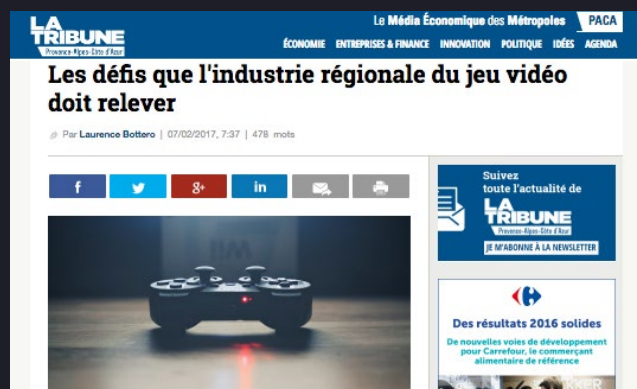 LA
TRIBUNE
Provence-Alpes-Côte d'Azur
Le Média Économique des Métropoles
PACA
ÉCONOMIE ENTREPRISES & FINANCE INNOVATION POLITIQUE IDÉES AGENDA
Les défis que l'industrie régionale du jeu vidéo
doit relever
Par Laurence Bottero | 07/02/2017, 7:37 | 478 mots
f
g+
in
Suivez
toute l'actualité de
LA
TRIBUNE
Provence-Alpes-Côte d'Azur
JE M'ABONNE À LA NEWSLETTER
Des résultats 2016 solides
De nouvelles voies de développement
pour Carrefour, le commerçant
alimentaire de référence